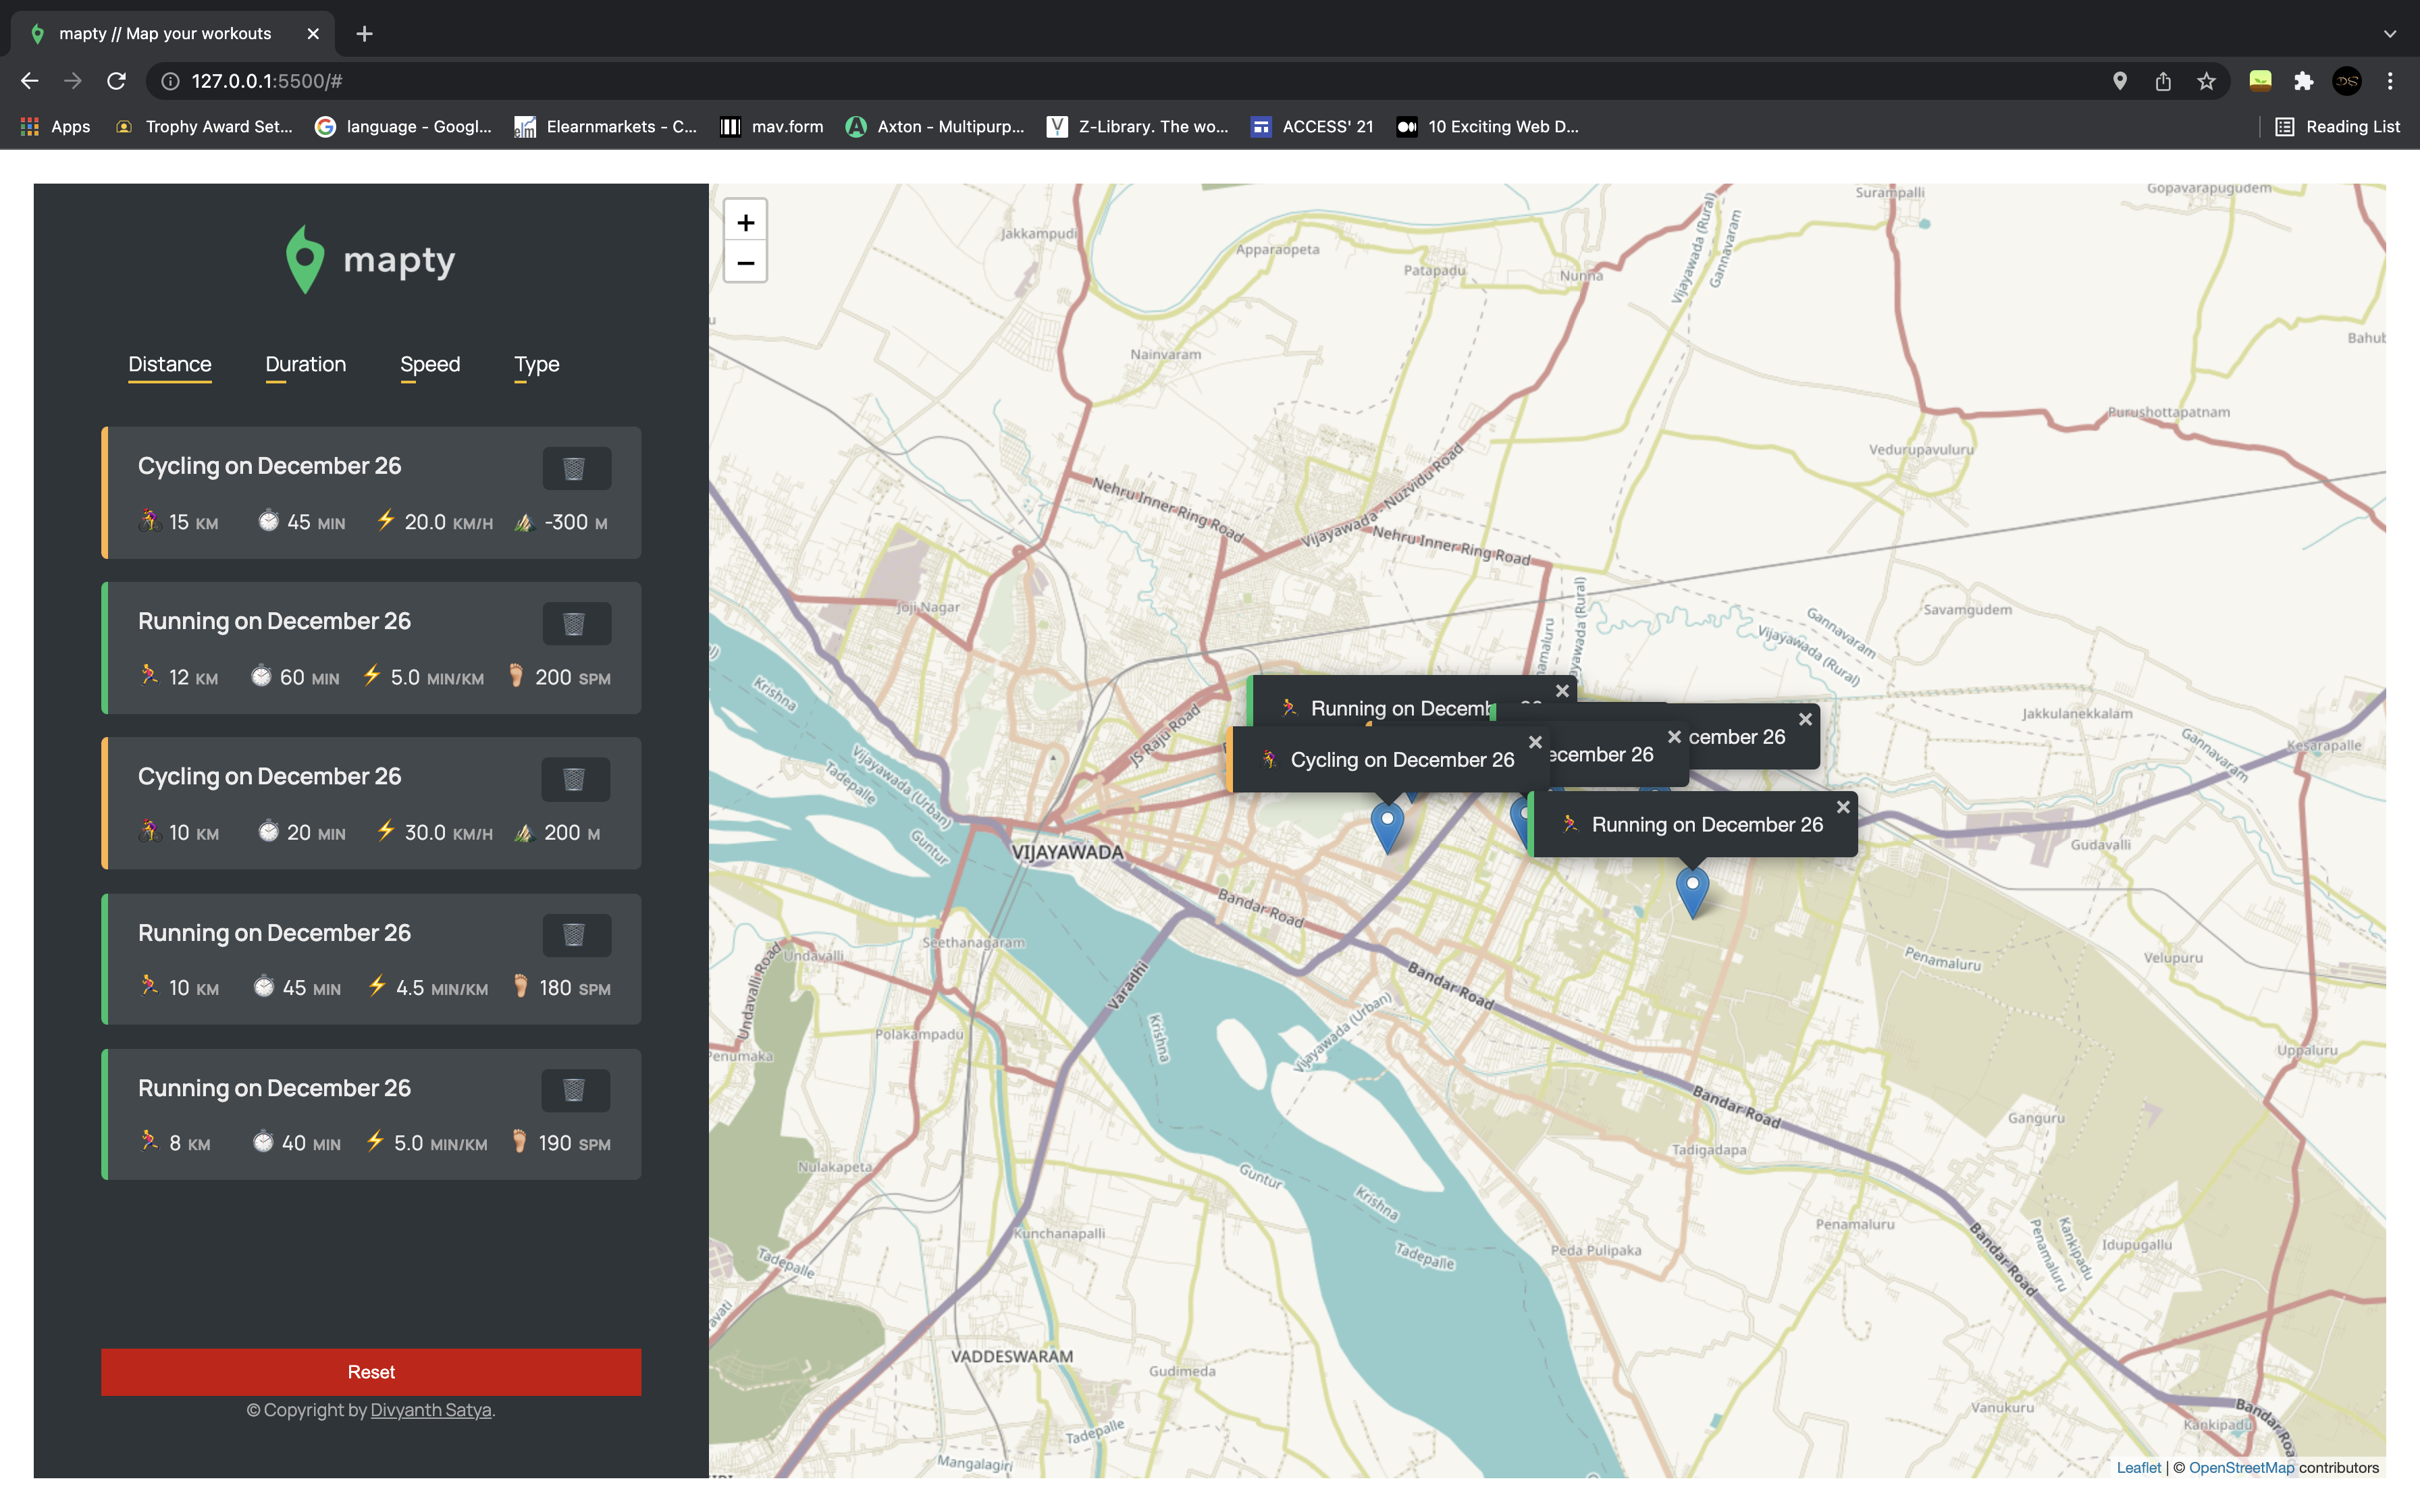 mapty // Map your workouts
127.0.0.1:5500/#
Apps
Trophy Award Set...
language - Googl...
Elearnmarkets - C...
mav.form
Axton - Multipurp...
Z-Library. The wo...
ACCESS' 21
10 Exciting Web D...
Reading List
mapty
Distance Duration Speed Type
Cycling on December 26
15 KM 45 MIN 20.0 KM/H -300 M
Running on December 26
12 KM 60 MIN 5.0 MIN/KM 200 SPM
Cycling on December 26
10 KM 20 MIN 30.0 KM/H 200 M
Running on December 26
10 KM 45 MIN 4.5 MIN/KM 180 SPM
Running on December 26
8 KM 40 MIN 5.0 MIN/KM 190 SPM
Reset
© Copyright by Divyanth Satya.
+
−
Surampalli
Gopavarapugudem
Jakkampudi
Apparaopeta
Patapadu
Nunna
Vijayawada (Rural)
Gannavaram
Nainvaram
Bahub
Purushottapatnam
Vedurupavuluru
Nehru Inner Ring Road
Vijayawada - Nuzvidu Road
Nehru Inner Ring Road
Joji Nagar
Savamgudem
Gannavaram
Vijayawada (Rural)
Krishna
Jakkulanekkalam
Gannavaram
Kesarapalle
JS Raju Road
Vijayawada (Urban)
Tadepalle
Guntur
Running on Decemb
cember 26
ecember 26
Cycling on December 26
Running on December 26
VIJAYAWADA
Gudavalli
Bandar Road
Seethanagaram
Undavalli
Undavalli Road
Varadhi
Krishna
Bandar Road
Vijayawada (Urban)
Penamaluru
Velupuru
Polakampadu
Penumaka
Uppaluru
Bandar Road
Ganguru
Tadigadapa
Nulakapeta
Guntur
Krishna
Tadepalle
Kunchanapalli
Peda Pulipaka
Penamaluru
Bandar Road
Penamaluru
Kankipadu
Idupugallu
Tadepalle
VADDESWARAM
Gudimeda
Vanukuru
Kankipadu
Bandar Roa
Tadepalle
Mangalagiri
Leaflet | © OpenStreetMap contributors